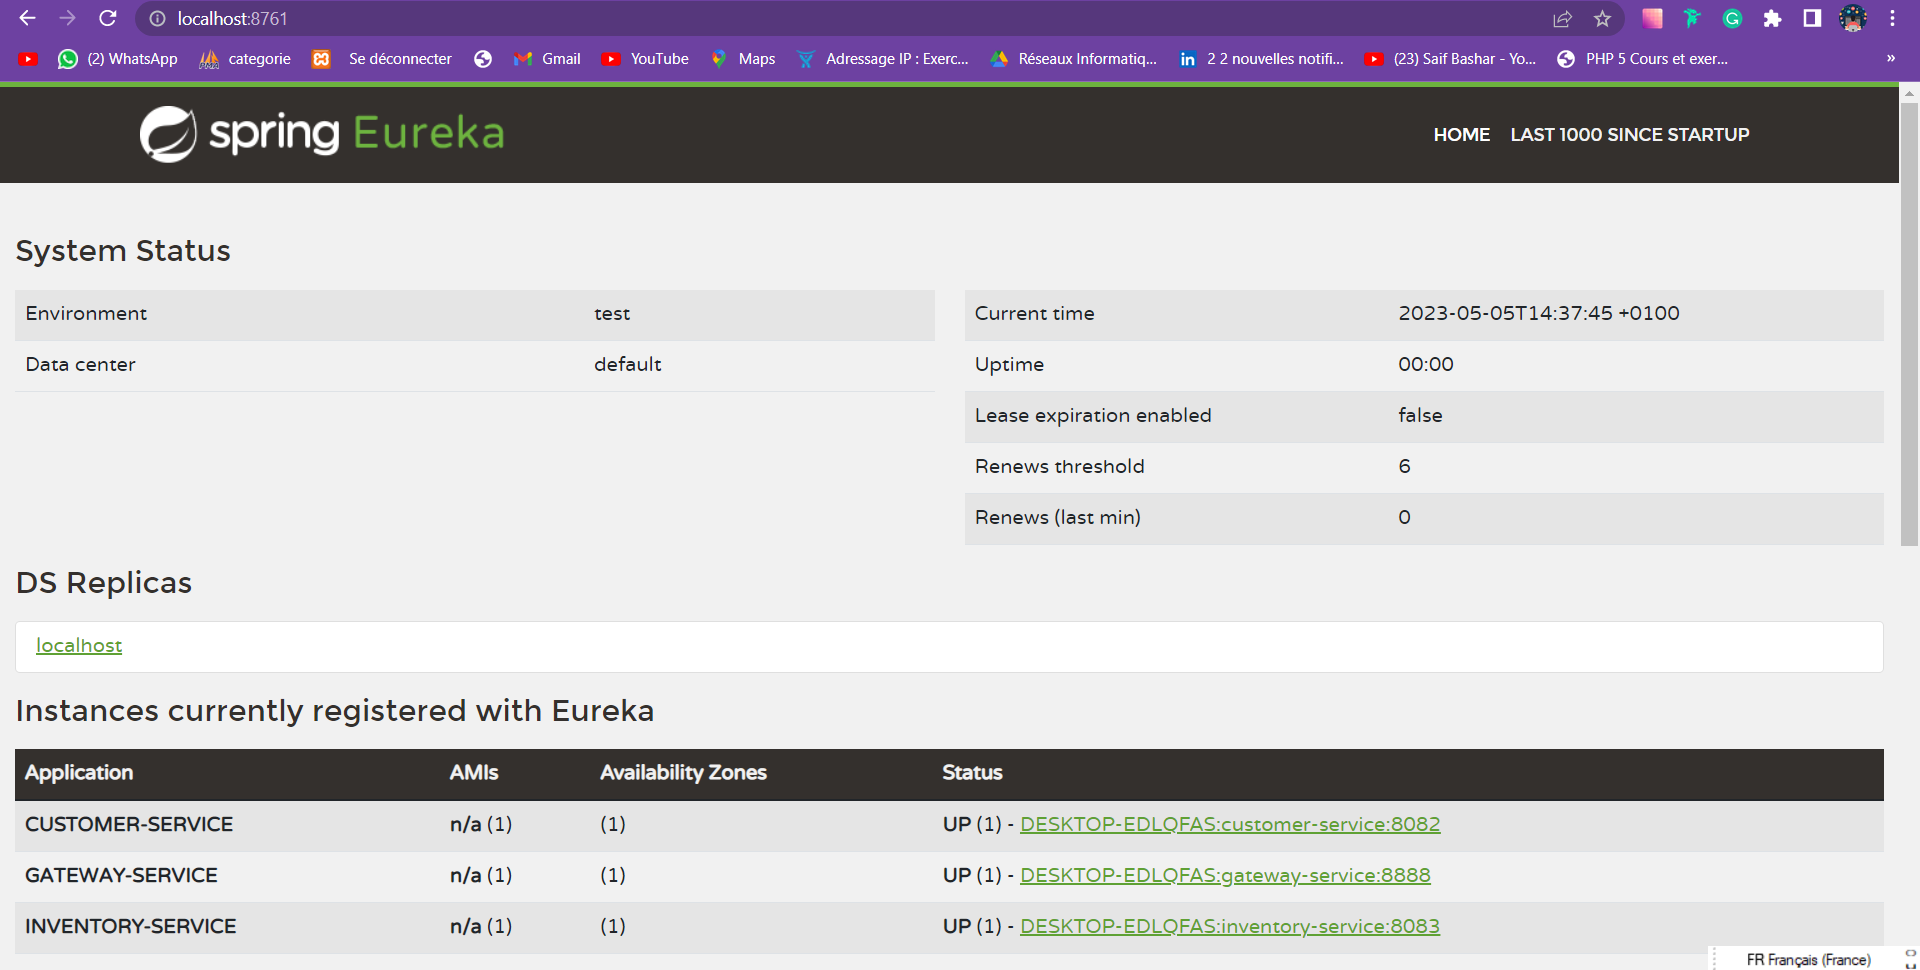 localhost:8761
(2) WhatsApp categorie Se déconnecter Gmail YouTube Maps Adressage IP : Exerc... Réseaux Informatiq... 2 2 nouvelles notifi... (23) Saif Bashar - Yo... PHP 5 Cours et exer... »
spring Eureka HOME LAST 1000 SINCE STARTUP
System Status
Environment test Current time 2023-05-05T14:37:45 +0100
Data center default Uptime 00:00
Lease expiration enabled false
Renews threshold 6
Renews (last min) 0
DS Replicas
localhost
Instances currently registered with Eureka
Application AMIs Availability Zones Status
CUSTOMER-SERVICE n/a (1) (1) UP (1) - DESKTOP-EDLQFAS:customer-service:8082
GATEWAY-SERVICE n/a (1) (1) UP (1) - DESKTOP-EDLQFAS:gateway-service:8888
INVENTORY-SERVICE n/a (1) (1) UP (1) - DESKTOP-EDLQFAS:inventory-service:8083
FR Français (France)